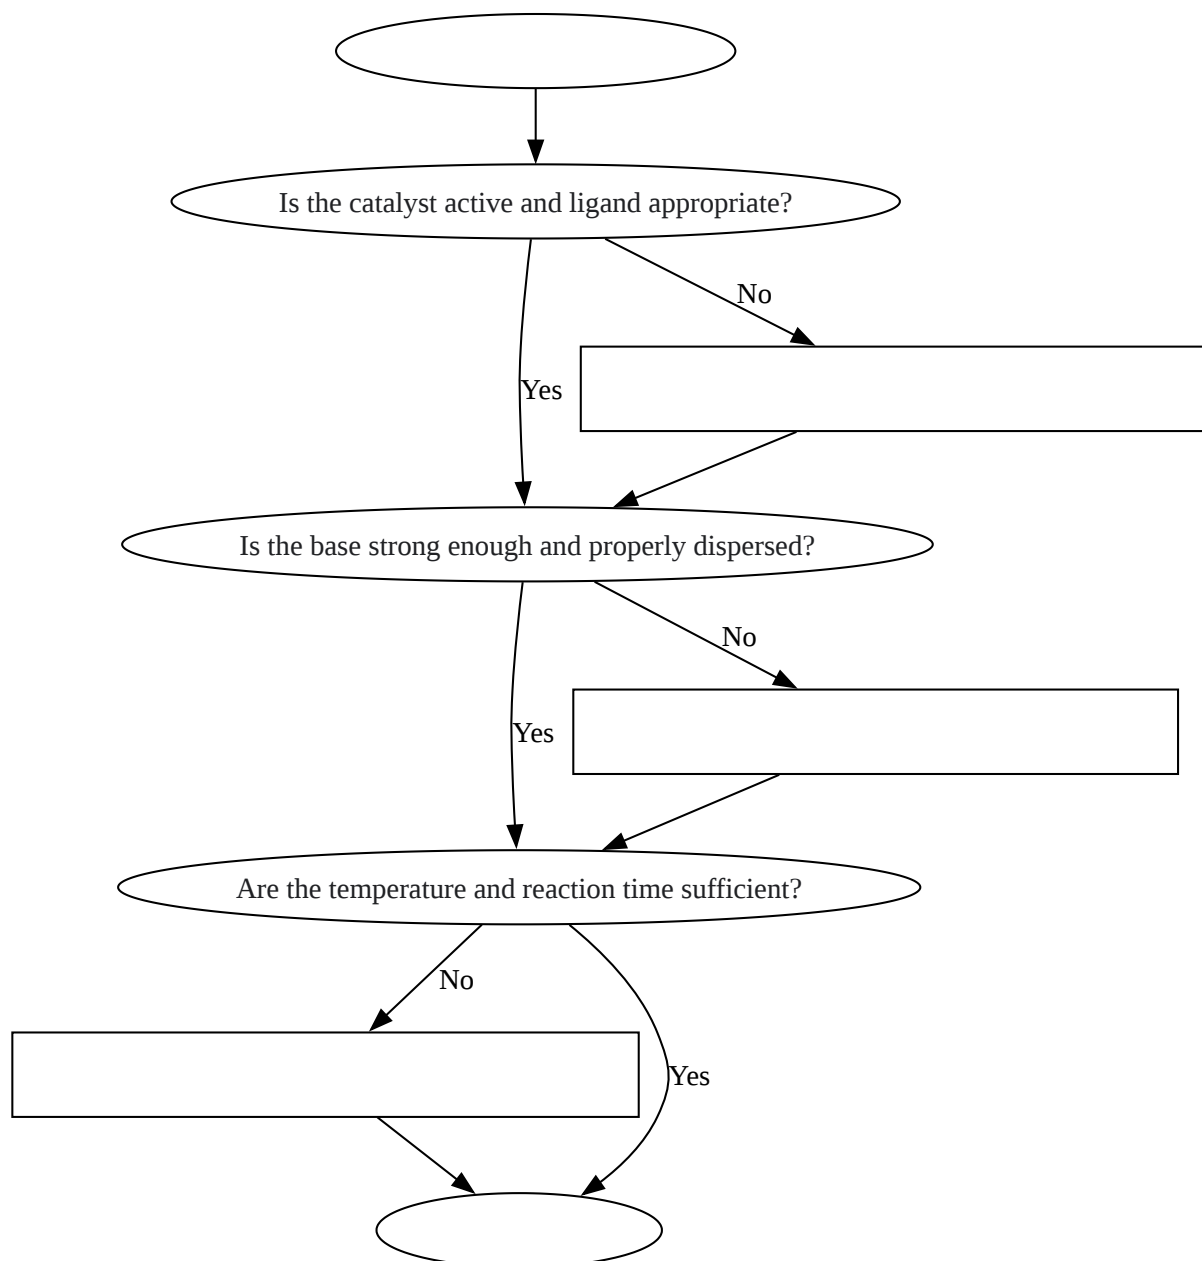 Is the catalyst active and ligand appropriate?
No
Yes
Is the base strong enough and properly dispersed?
No
Yes
Are the temperature and reaction time sufficient?
No
Yes